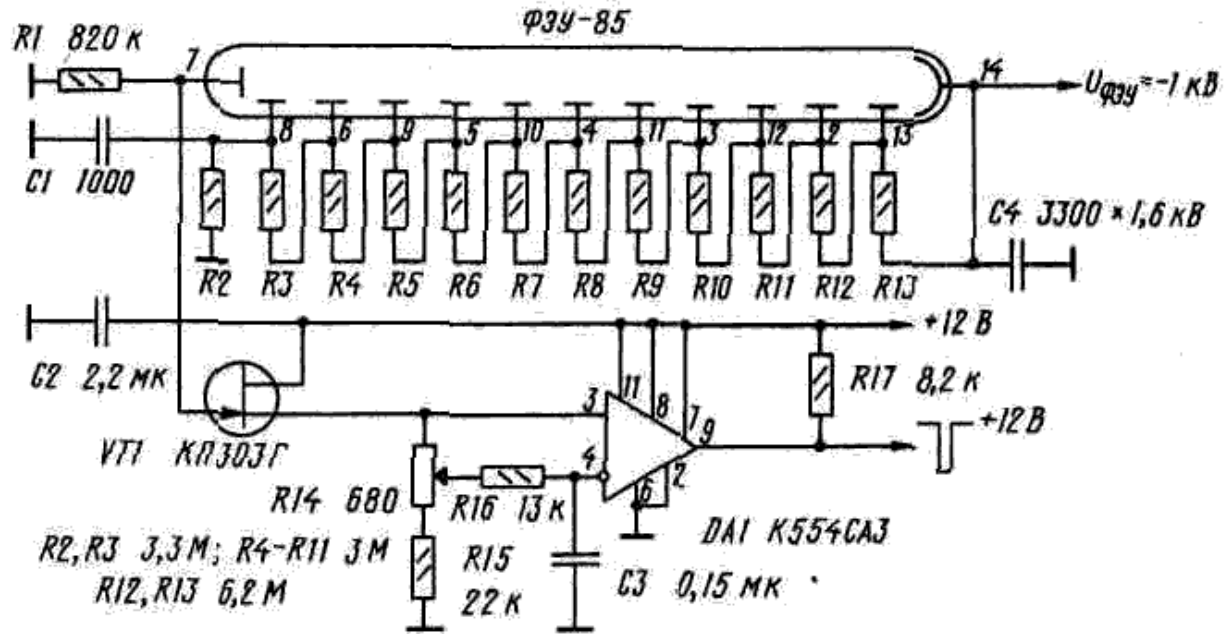 ФЭУ-85
R1 820 к
7
14
UФЭУ=-1 кВ
8 6 9 5 10 4 11 3 12 2 13
C1 1000
C4 3300 × 1,6 кВ
R2 R3 R4 R5 R6 R7 R8 R9 R10 R11 R12 R13
+12 В
C2 2,2 мк
R17 8,2 к
3 11 8 7 9
+12 В
VT1 КП303Г
4
6 2
R14 680
R16 13 к
DA1 К554СА3
R2, R3 3,3 М; R4-R11 3 М
R12, R13 6,2 М
R15
22 к
C3 0,15 мк